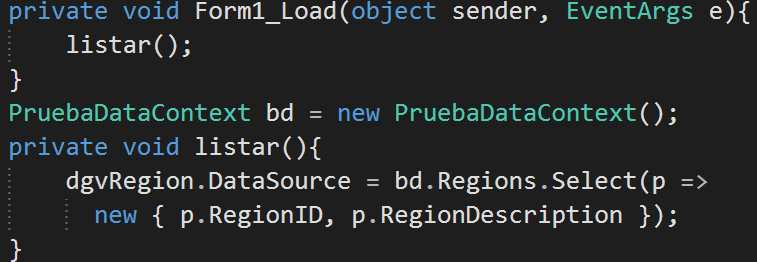 private void Form1_Load(object sender, EventArgs e){
    listar();
}
PruebaDataContext bd = new PruebaDataContext();
private void listar(){
    dgvRegion.DataSource = bd.Regions.Select(p =>
      new { p.RegionID, p.RegionDescription });
}